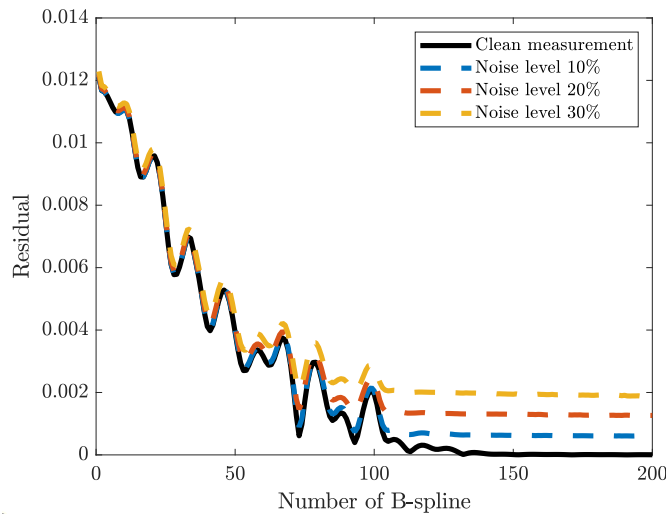 0.014
0.012
0.01
0.008
0.006
0.004
0.002
0
Residual
0 50 100 150 200
Number of B-spline
Clean measurement
Noise level 10%
Noise level 20%
Noise level 30%